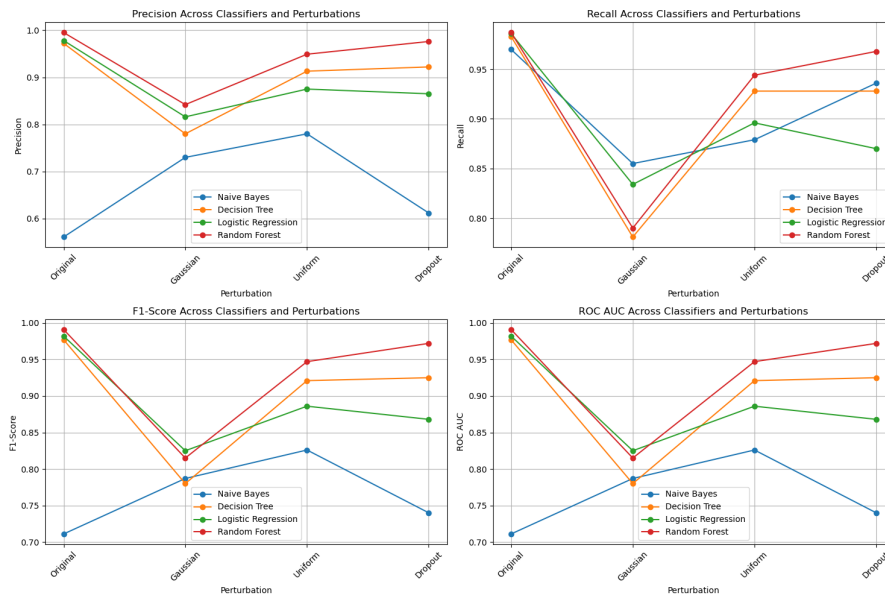 Precision Across Classifiers and Perturbations
1.0
0.9
0.8
0.7
0.6
Precision
Naive Bayes
Decision Tree
Logistic Regression
Random Forest
Original
Gaussian
Uniform
Dropout
Perturbation
Recall Across Classifiers and Perturbations
0.95
0.90
0.85
0.80
Recall
Naive Bayes
Decision Tree
Logistic Regression
Random Forest
Original
Gaussian
Uniform
Dropout
Perturbation
F1-Score Across Classifiers and Perturbations
1.00
0.95
0.90
0.85
0.80
0.75
0.70
F1-Score
Naive Bayes
Decision Tree
Logistic Regression
Random Forest
Original
Gaussian
Uniform
Dropout
Perturbation
ROC AUC Across Classifiers and Perturbations
1.00
0.95
0.90
0.85
0.80
0.75
0.70
ROC AUC
Naive Bayes
Decision Tree
Logistic Regression
Random Forest
Original
Gaussian
Uniform
Dropout
Perturbation